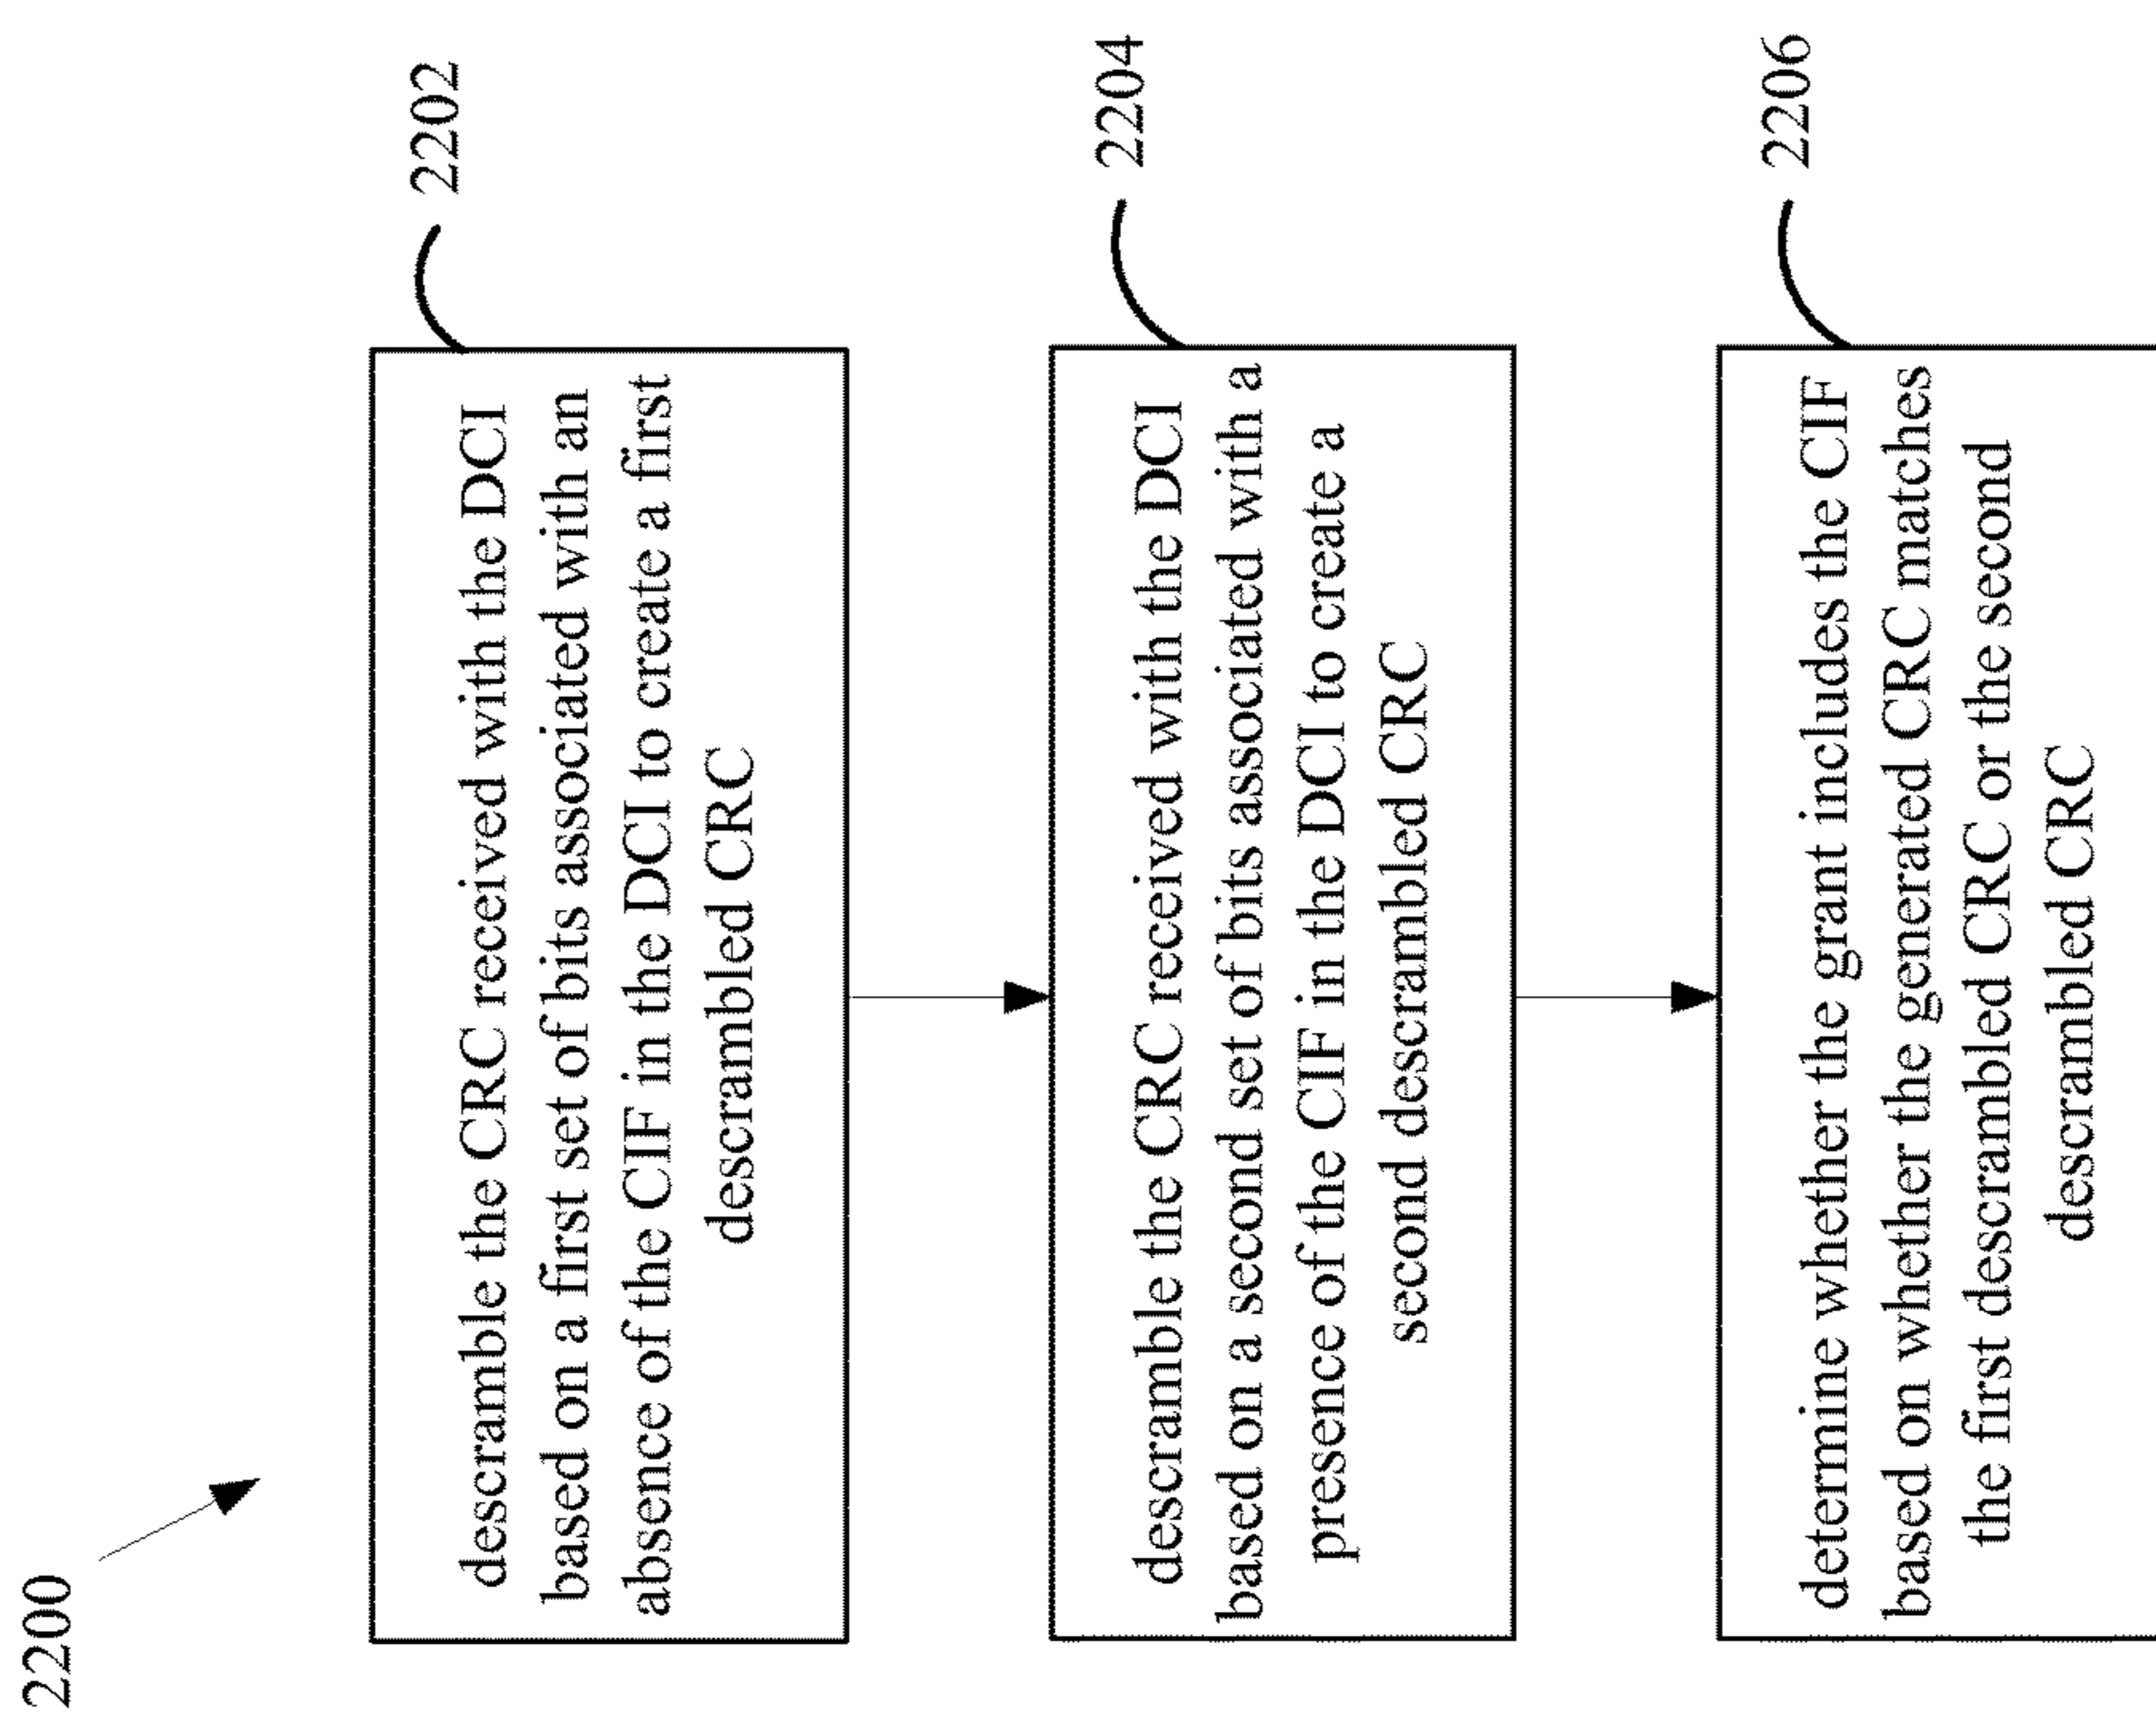 2200
2202
descramble the CRC received with the DCI
based on a first set of bits associated with an
absence of the CIF in the DCI to create a first
descrambled CRC
2204
descramble the CRC received with the DCI
based on a second set of bits associated with a
presence of the CIF in the DCI to create a
second descrambled CRC
2206
determine whether the grant includes the CIF
based on whether the generated CRC matches
the first descrambled CRC or the second
descrambled CRC